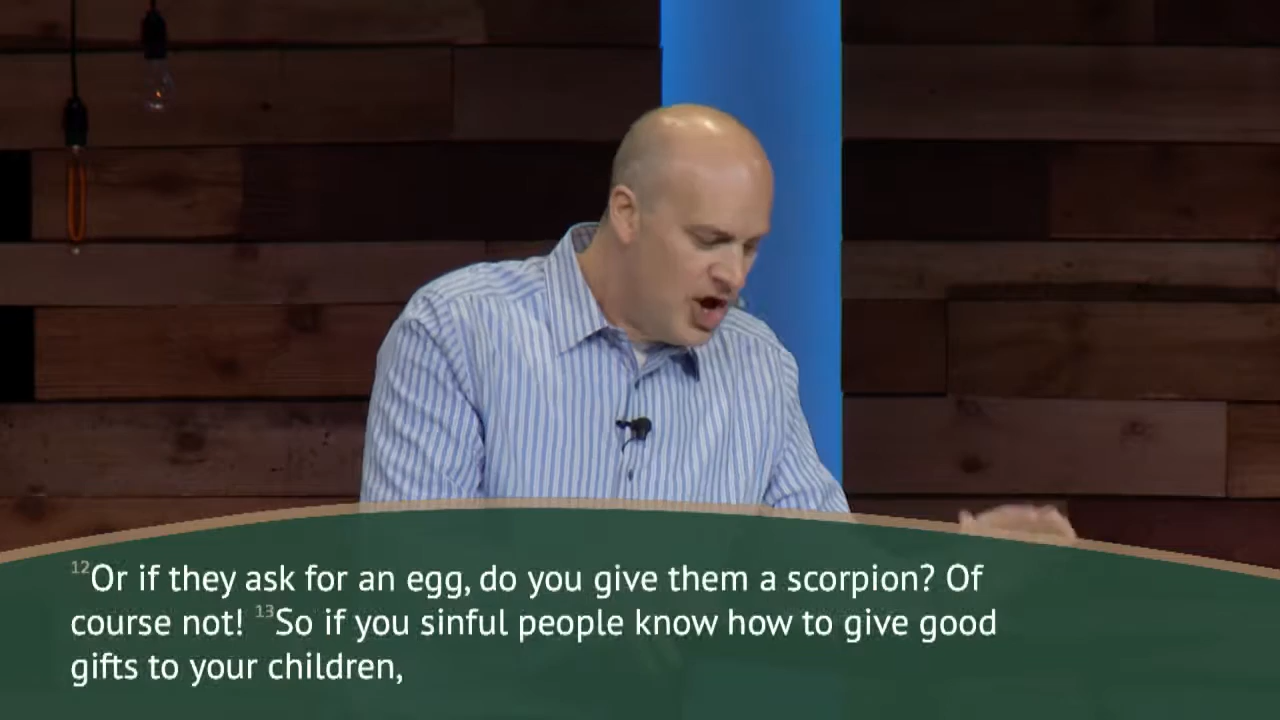 12Or if they ask for an egg, do you give them a scorpion? Of
course not! 13So if you sinful people know how to give good
gifts to your children,